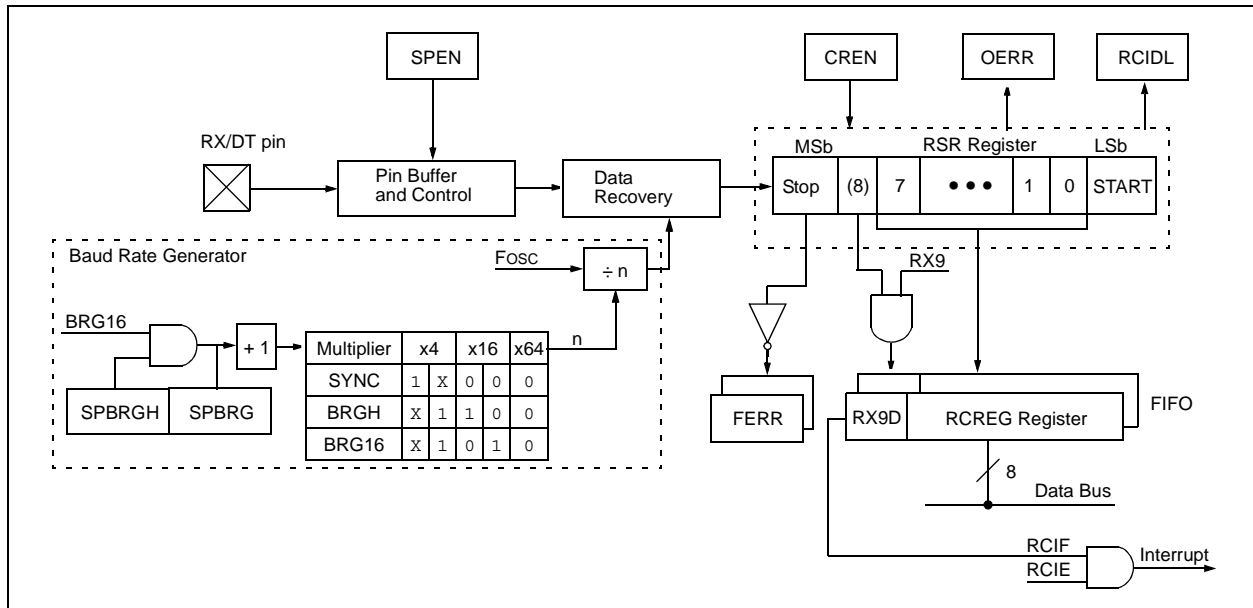 SPEN
CREN
OERR
RCIDL
RX/DT pin
MSb
RSR Register
LSb
Pin Buffer
and Control
Data
Recovery
Stop (8) 7 • • • 1 0 START
Baud Rate Generator
FOSC
÷ n
RX9
BRG16
+ 1
n
Multiplier x4 x16 x64
SYNC 1 X 0 0 0
BRGH X 1 1 0 0
BRG16 X 1 0 1 0
SPBRGH SPBRG
FERR
RX9D
RCREG Register
FIFO
8
Data Bus
RCIF
RCIE
Interrupt